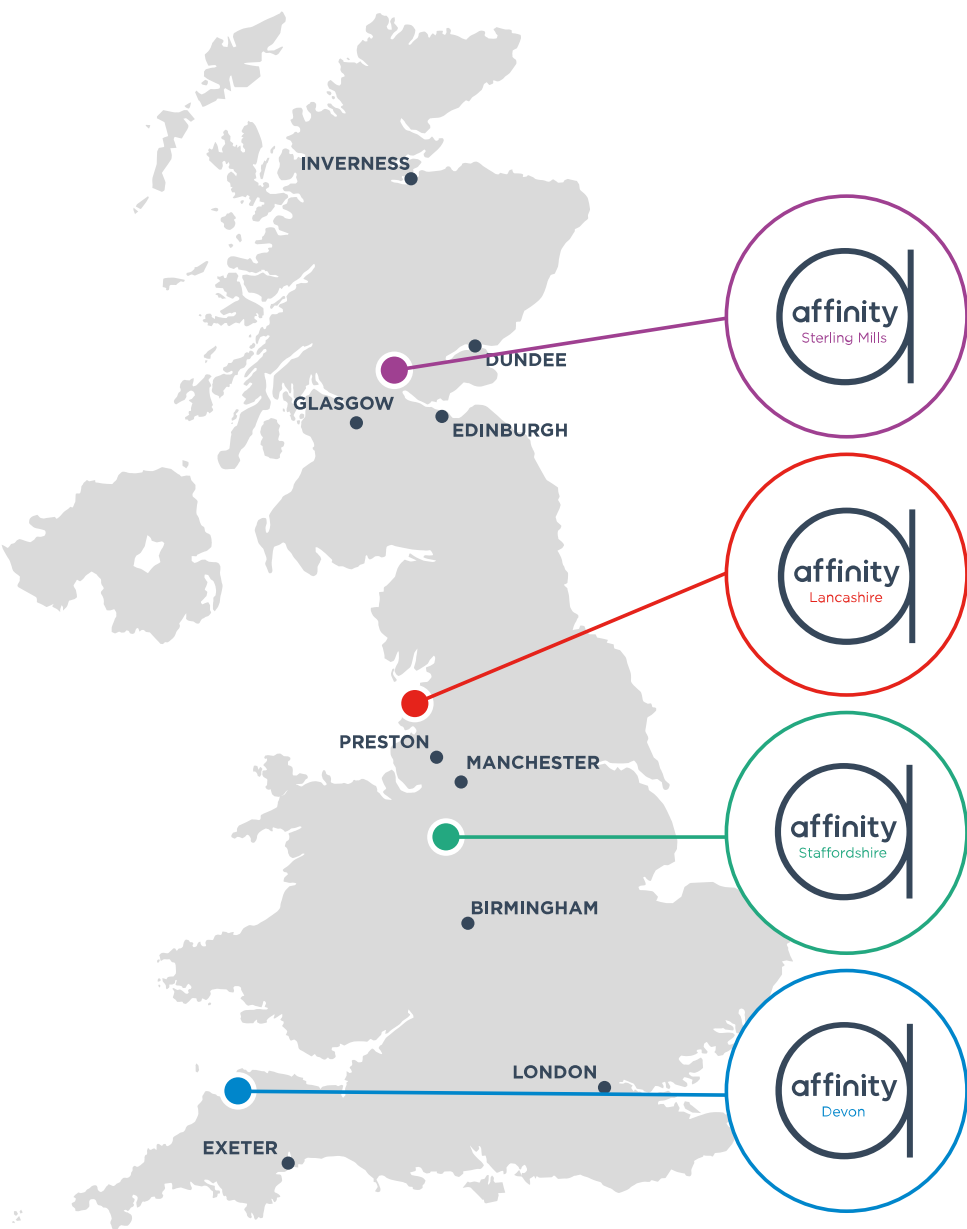 INVERNESS
affinity
Sterling Mills
DUNDEE
GLASGOW
EDINBURGH
affinity
Lancashire
PRESTON
MANCHESTER
affinity
Staffordshire
BIRMINGHAM
LONDON
affinity
Devon
EXETER